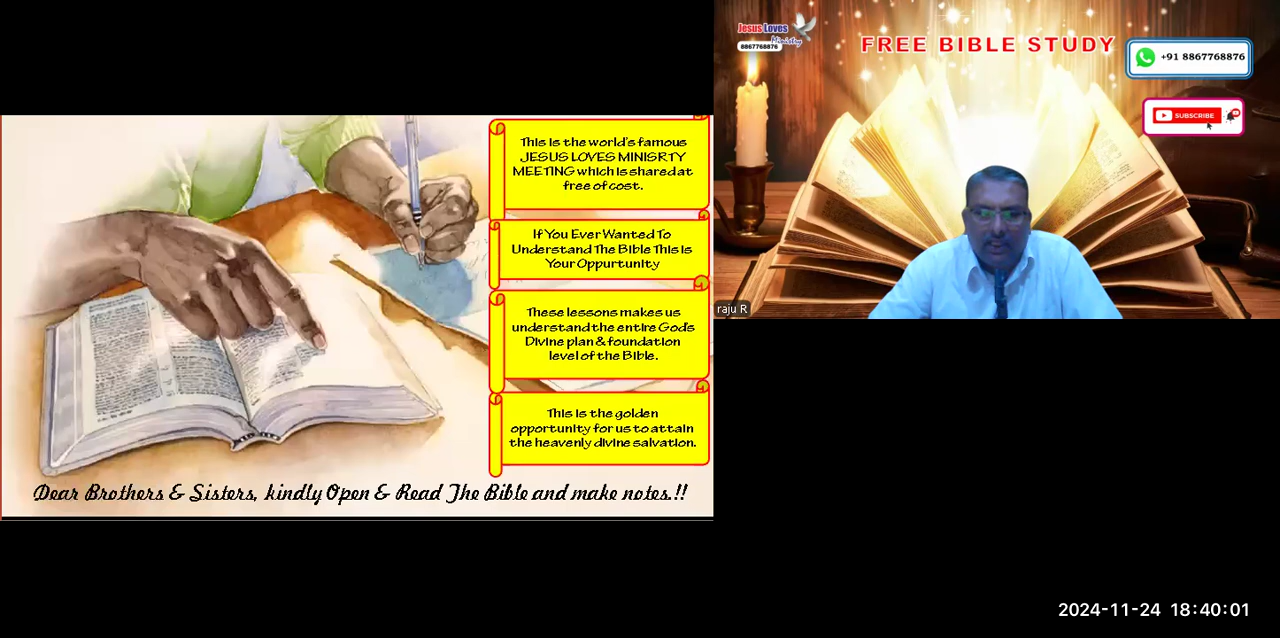 This is the world's famous
JESUS LOVES MINISRTY
MEETING which is shared at
free of cost.
If You Ever Wanted To
Understand The Bible This is
Your Oppurtunity
These lessons makes us
understand the entire God's
Divine plan & foundation
level of the Bible.
This is the golden
opportunity for us to attain
the heavenly divine salvation.
Dear Brothers & Sisters, kindly Open & Read The Bible and make notes.!!
Jesus Loves
Ministry
8867768876
FREE BIBLE STUDY
+91 8867768876
SUBSCRIBE
raju R
2024-11-24 18:40:01